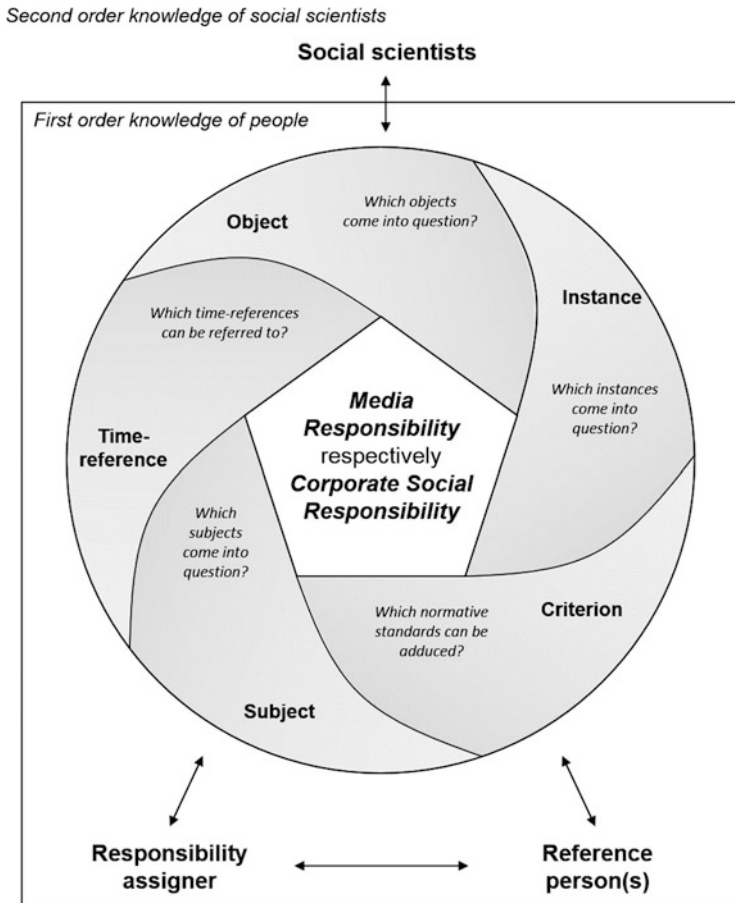 Second order knowledge of social scientists
Social scientists
First order knowledge of people
Object
Which objects
come into question?
Instance
Which instances
come into
question?
Which time-references
can be referred to?
Time-
reference
Media
Responsibility
respectively
Corporate Social
Responsibility
Which
subjects
come into
question?
Subject
Which normative
standards can be
adduced?
Criterion
Responsibility
assigner
Reference
person(s)